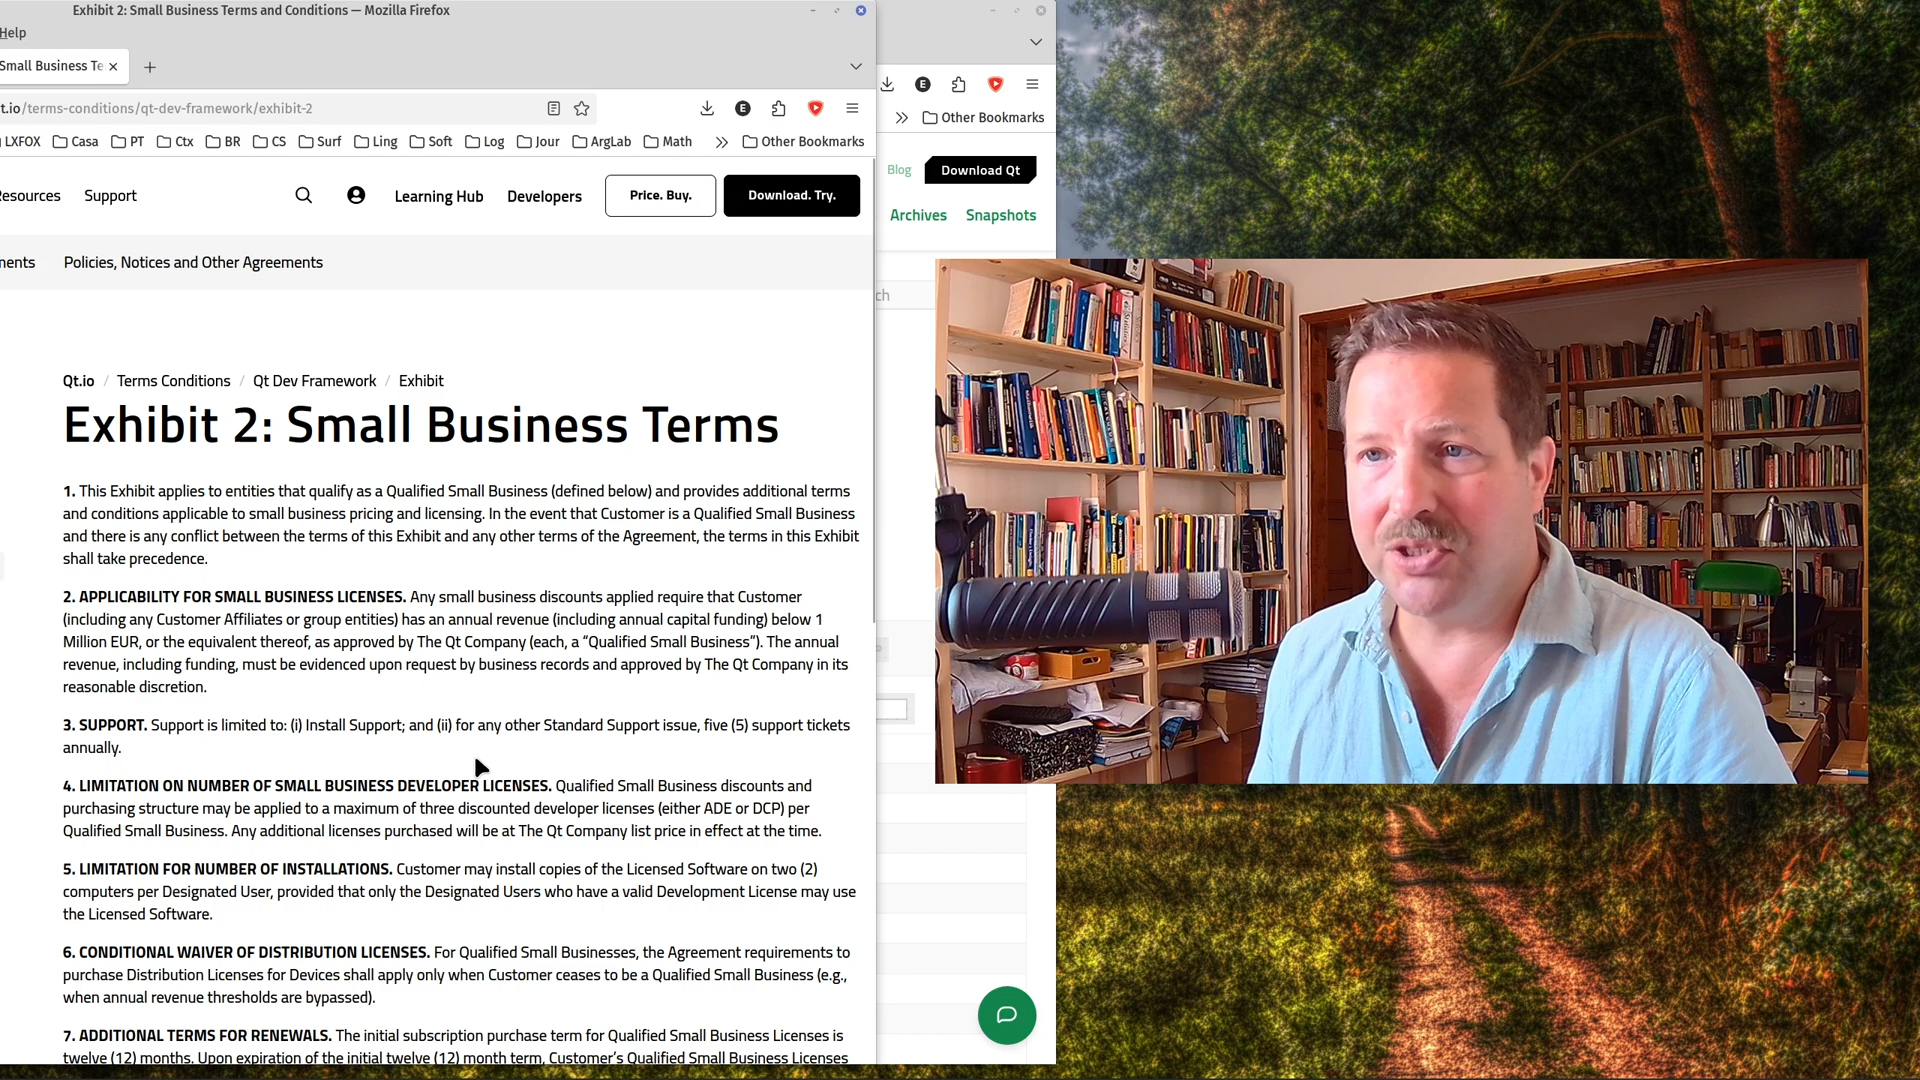 Exhibit 2: Small Business Terms and Conditions — Mozilla Firefox
Help
Small Business Te
t.io/terms-conditions/qt-dev-framework/exhibit-2
LXFOX Casa PT Ctx BR CS Surf Ling Soft Log Jour ArgLab Math Other Bookmarks
Other Bookmarks
Resources Support Learning Hub Developers Price. Buy. Download. Try.
Blog Download Qt
Archives Snapshots
Policies, Notices and Other Agreements
ch
Qt.io / Terms Conditions / Qt Dev Framework / Exhibit
Exhibit 2: Small Business Terms
1. This Exhibit applies to entities that qualify as a Qualified Small Business (defined below) and provides additional terms
and conditions applicable to small business pricing and licensing. In the event that Customer is a Qualified Small Business
and there is any conflict between the terms of this Exhibit and any other terms of the Agreement, the terms in this Exhibit
shall take precedence.
2. APPLICABILITY FOR SMALL BUSINESS LICENSES. Any small business discounts applied require that Customer
(including any Customer Affiliates or group entities) has an annual revenue (including annual capital funding) below 1
Million EUR, or the equivalent thereof, as approved by The Qt Company (each, a “Qualified Small Business”). The annual
revenue, including funding, must be evidenced upon request by business records and approved by The Qt Company in its
reasonable discretion.
3. SUPPORT. Support is limited to: (i) Install Support; and (ii) for any other Standard Support issue, five (5) support tickets
annually.
4. LIMITATION ON NUMBER OF SMALL BUSINESS DEVELOPER LICENSES. Qualified Small Business discounts and
purchasing structure may be applied to a maximum of three discounted developer licenses (either ADE or DCP) per
Qualified Small Business. Any additional licenses purchased will be at The Qt Company list price in effect at the time.
5. LIMITATION FOR NUMBER OF INSTALLATIONS. Customer may install copies of the Licensed Software on two (2)
computers per Designated User, provided that only the Designated Users who have a valid Development License may use
the Licensed Software.
6. CONDITIONAL WAIVER OF DISTRIBUTION LICENSES. For Qualified Small Businesses, the Agreement requirements to
purchase Distribution Licenses for Devices shall apply only when Customer ceases to be a Qualified Small Business (e.g.,
when annual revenue thresholds are bypassed).
7. ADDITIONAL TERMS FOR RENEWALS. The initial subscription purchase term for Qualified Small Business Licenses is
twelve (12) months. Upon expiration of the initial twelve (12) month term, Customer’s Qualified Small Business Licenses